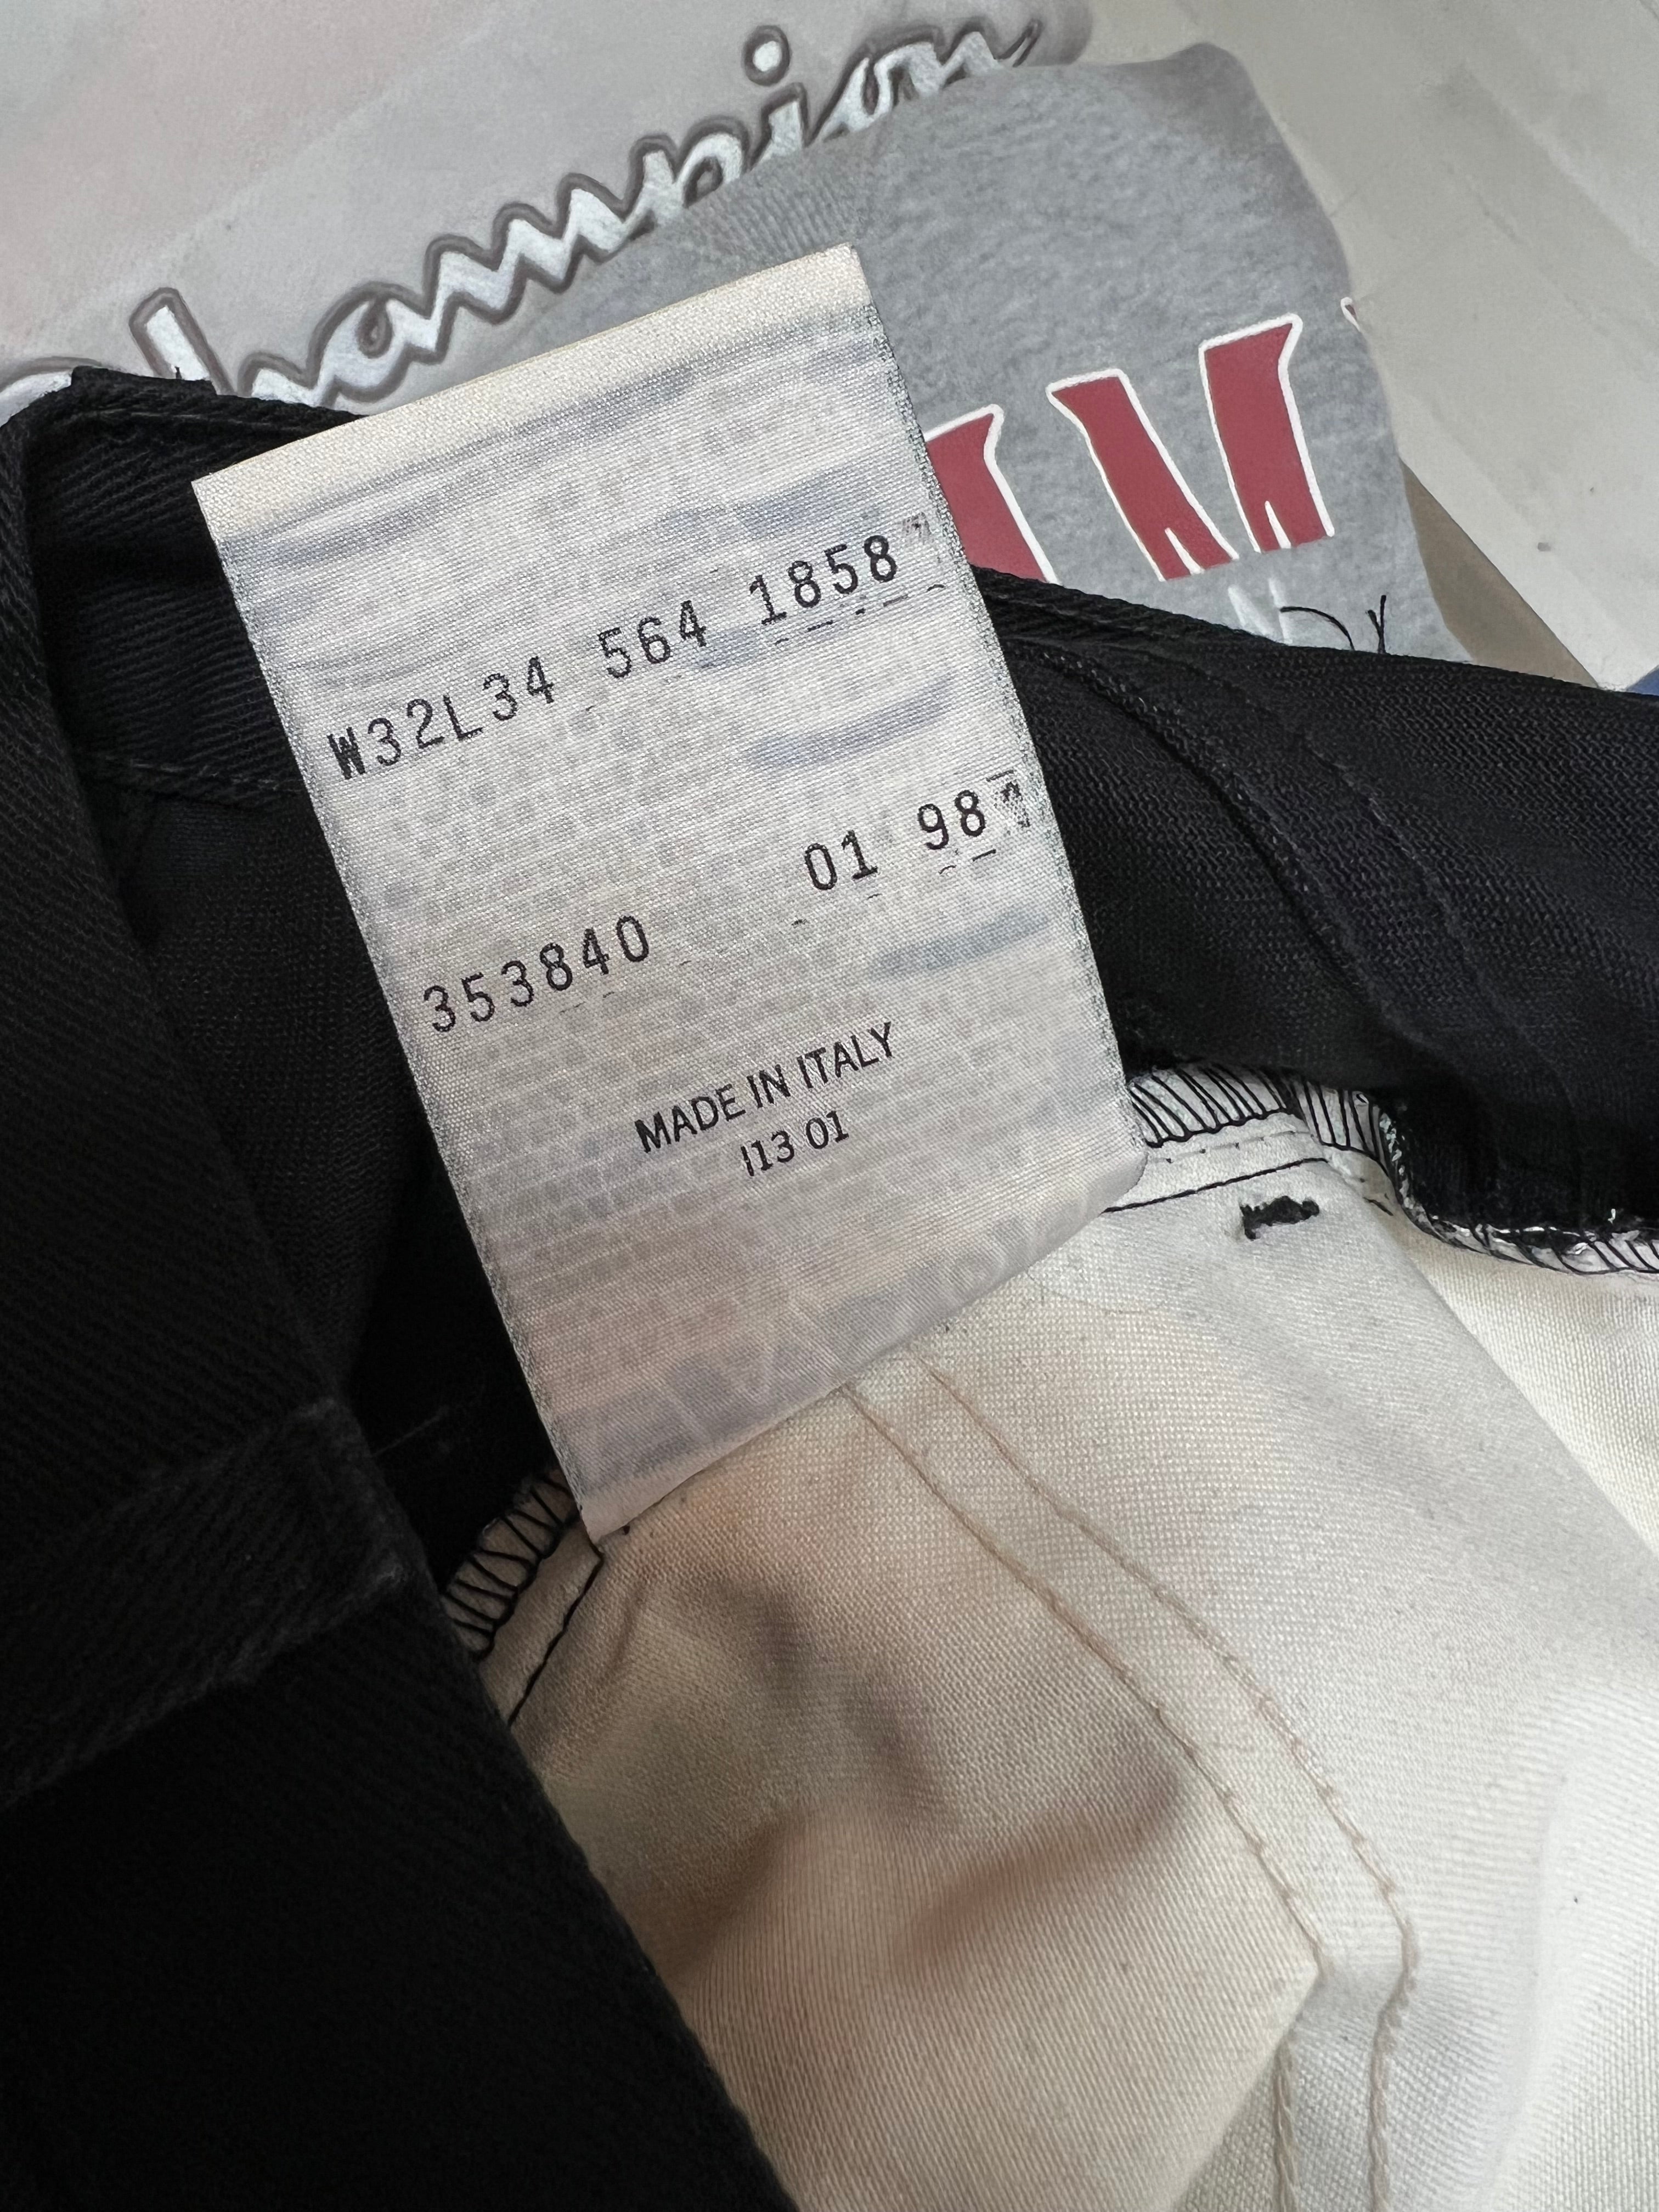 Champion
W32L34 564 1858
01 98
353840
MADE IN ITALY
I13 01